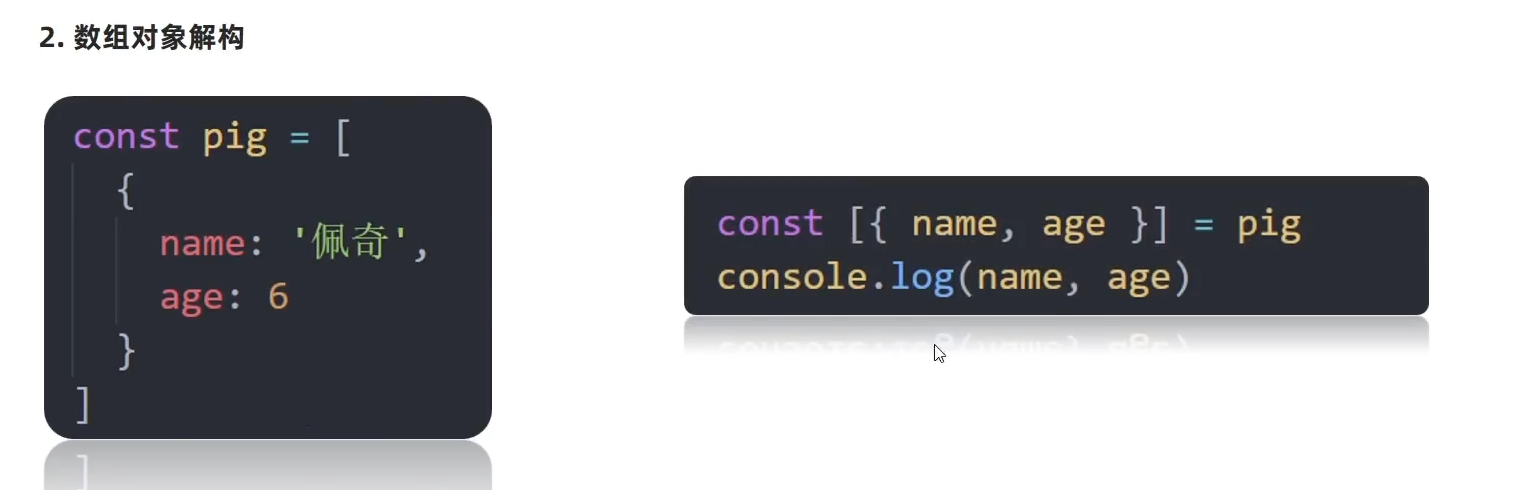 2. 数组对象解构
const pig = [
{
name: '佩奇',
age: 6
}
]
const [{ name, age }] = pig
console.log(name, age)